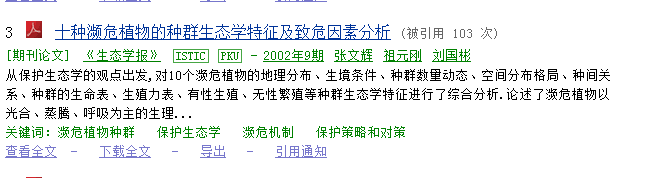 3 十种濒危植物的种群生态学特征及致危因素分析 (被引用 103 次)
[期刊论文] 《生态学报》 ISTIC PKU - 2002年9期 张文辉 祖元刚 刘国彬
从保护生态学的观点出发,对10个濒危植物的地理分布、生境条件、种群数量动态、空间分布格局、种间关
系、种群的生命表、生殖力表、有性生殖、无性繁殖等种群生态学特征进行了综合分析.论述了濒危植物以
光合、蒸腾、呼吸为主的生理...
关键词: 濒危植物种群 保护生态学 濒危机制 保护策略和对策
查看全文 - 下载全文 - 导出 - 引用通知